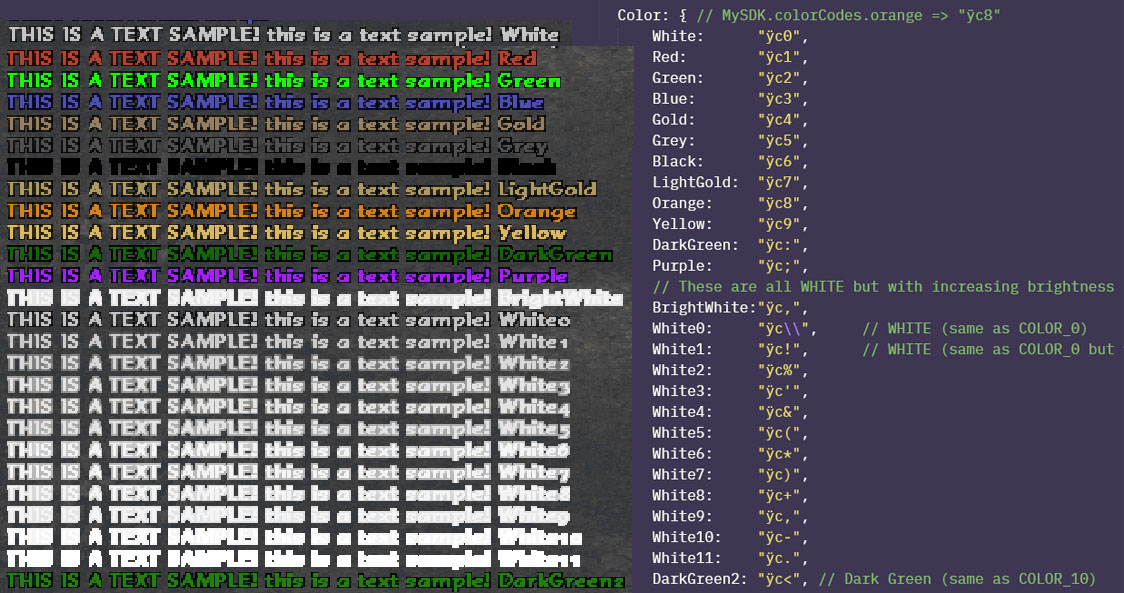 THIS IS A TEXT SAMPLE! this is a text sample! White
THIS IS A TEXT SAMPLE! this is a text sample! Red
THIS IS A TEXT SAMPLE! this is a text sample! Green
THIS IS A TEXT SAMPLE! this is a text sample! Blue
THIS IS A TEXT SAMPLE! this is a text sample! Gold
THIS IS A TEXT SAMPLE! this is a text sample! Grey
THIS IS A TEXT SAMPLE! this is a text sample! Black
THIS IS A TEXT SAMPLE! this is a text sample! LightGold
THIS IS A TEXT SAMPLE! this is a text sample! Orange
THIS IS A TEXT SAMPLE! this is a text sample! Yellow
THIS IS A TEXT SAMPLE! this is a text sample! DarkGreen
THIS IS A TEXT SAMPLE! this is a text sample! Purple
THIS IS A TEXT SAMPLE! this is a text sample! BrightWhite
THIS IS A TEXT SAMPLE! this is a text sample! White0
THIS IS A TEXT SAMPLE! this is a text sample! White1
THIS IS A TEXT SAMPLE! this is a text sample! White2
THIS IS A TEXT SAMPLE! this is a text sample! White3
THIS IS A TEXT SAMPLE! this is a text sample! White4
THIS IS A TEXT SAMPLE! this is a text sample! White5
THIS IS A TEXT SAMPLE! this is a text sample! White6
THIS IS A TEXT SAMPLE! this is a text sample! White7
THIS IS A TEXT SAMPLE! this is a text sample! White8
THIS IS A TEXT SAMPLE! this is a text sample! White9
THIS IS A TEXT SAMPLE! this is a text sample! White10
THIS IS A TEXT SAMPLE! this is a text sample! White11
THIS IS A TEXT SAMPLE! this is a text sample! DarkGreen2
Color: { // MySDK.colorCodes.orange => "ÿc8"
White: "ÿc0",
Red: "ÿc1",
Green: "ÿc2",
Blue: "ÿc3",
Gold: "ÿc4",
Grey: "ÿc5",
Black: "ÿc6",
LightGold: "ÿc7",
Orange: "ÿc8",
Yellow: "ÿc9",
DarkGreen: "ÿc:",
Purple: "ÿc;",
// These are all WHITE but with increasing brightness
BrightWhite:"ÿc,",
White0: "ÿc\\", // WHITE (same as COLOR_0)
White1: "ÿc!", // WHITE (same as COLOR_0 but
White2: "ÿc%",
White3: "ÿc'",
White4: "ÿc&",
White5: "ÿc(",
White6: "ÿc*",
White7: "ÿc)",
White8: "ÿc+",
White9: "ÿc,",
White10: "ÿc-",
White11: "ÿc.",
DarkGreen2: "ÿc<", // Dark Green (same as COLOR_10)